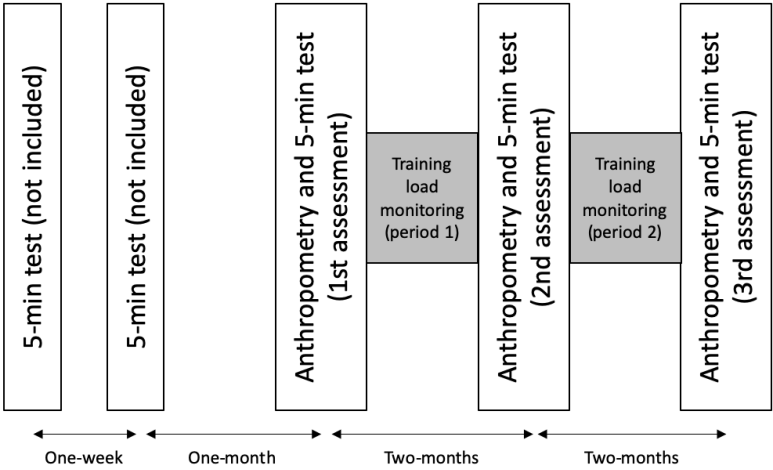 5-min test (not included)
5-min test (not included)
Anthropometry and 5-min test
(1st assessment)
Training
load
monitoring
(period 1)
Anthropometry and 5-min test
(2nd assessment)
Training
load
monitoring
(period 2)
Anthropometry and 5-min test
(3rd assessment)
One-week
One-month
Two-months
Two-months